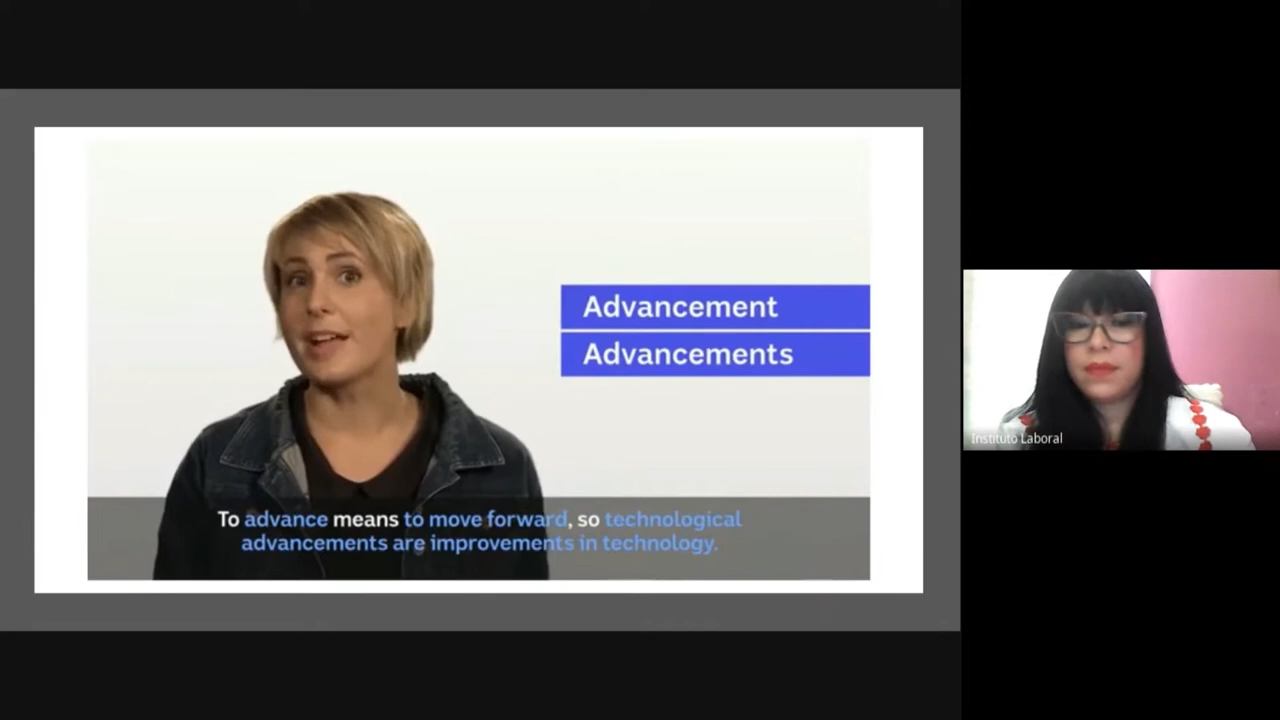 Advancement
Advancements
To advance means to move forward, so technological
advancements are improvements in technology.
Instituto Laboral